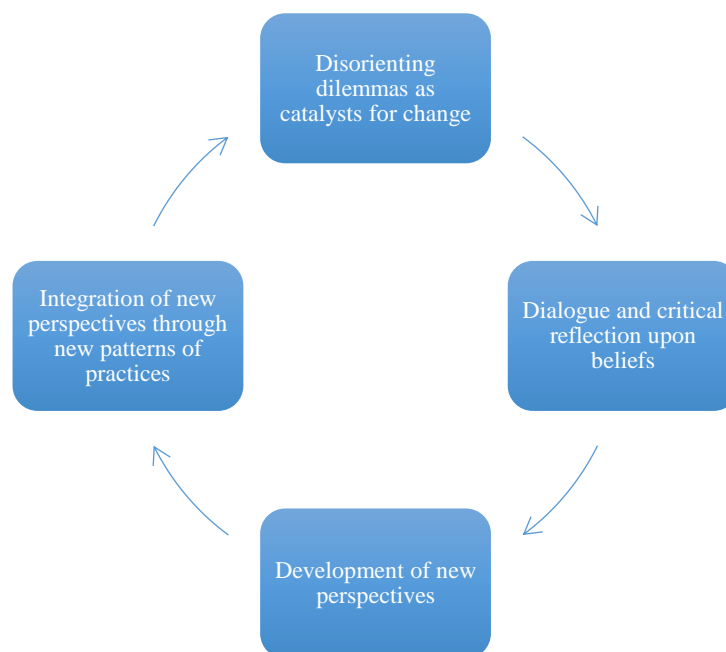 Disorienting
dilemmas as
catalysts for change
Dialogue and critical
reflection upon
beliefs
Development of new
perspectives
Integration of new
perspectives through
new patterns of
practices